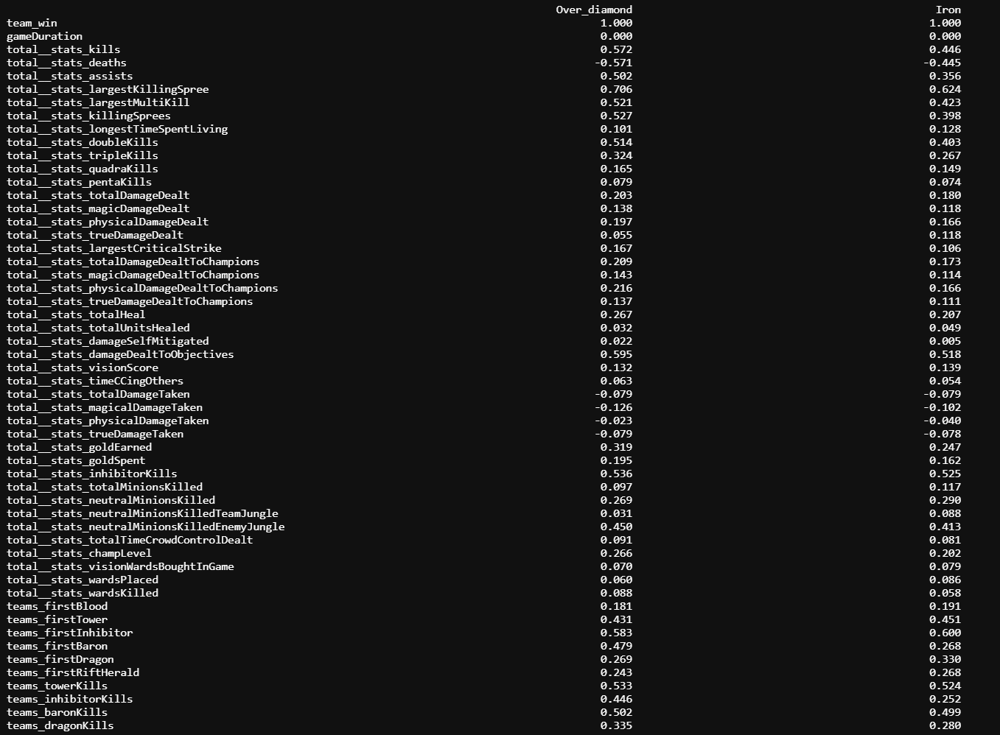 Over_diamond Iron
team_win 1.000 1.000
gameDuration 0.000 0.000
total__stats_kills 0.572 0.446
total__stats_deaths -0.571 -0.445
total__stats_assists 0.502 0.356
total__stats_largestKillingSpree 0.706 0.624
total__stats_largestMultiKill 0.521 0.423
total__stats_killingSprees 0.527 0.398
total__stats_longestTimeSpentLiving 0.101 0.128
total__stats_doubleKills 0.514 0.403
total__stats_tripleKills 0.324 0.267
total__stats_quadraKills 0.165 0.149
total__stats_pentaKills 0.079 0.074
total__stats_totalDamageDealt 0.203 0.180
total__stats_magicDamageDealt 0.138 0.118
total__stats_physicalDamageDealt 0.197 0.166
total__stats_trueDamageDealt 0.055 0.118
total__stats_largestCriticalStrike 0.167 0.106
total__stats_totalDamageDealtToChampions 0.209 0.173
total__stats_magicDamageDealtToChampions 0.143 0.114
total__stats_physicalDamageDealtToChampions 0.216 0.166
total__stats_trueDamageDealtToChampions 0.137 0.111
total__stats_totalHeal 0.267 0.207
total__stats_totalUnitsHealed 0.032 0.049
total__stats_damageSelfMitigated 0.022 0.005
total__stats_damageDealtToObjectives 0.595 0.518
total__stats_visionScore 0.132 0.139
total__stats_timeCCingOthers 0.063 0.054
total__stats_totalDamageTaken -0.079 -0.079
total__stats_magicalDamageTaken -0.126 -0.102
total__stats_physicalDamageTaken -0.023 -0.040
total__stats_trueDamageTaken -0.079 -0.078
total__stats_goldEarned 0.319 0.247
total__stats_goldSpent 0.195 0.162
total__stats_inhibitorKills 0.536 0.525
total__stats_totalMinionsKilled 0.097 0.117
total__stats_neutralMinionsKilled 0.269 0.290
total__stats_neutralMinionsKilledTeamJungle 0.031 0.088
total__stats_neutralMinionsKilledEnemyJungle 0.450 0.413
total__stats_totalTimeCrowdControlDealt 0.091 0.081
total__stats_champLevel 0.266 0.202
total__stats_visionWardsBoughtInGame 0.070 0.079
total__stats_wardsPlaced 0.060 0.086
total__stats_wardsKilled 0.088 0.058
teams_firstBlood 0.181 0.191
teams_firstTower 0.431 0.451
teams_firstInhibitor 0.583 0.600
teams_firstBaron 0.479 0.268
teams_firstDragon 0.269 0.330
teams_firstRiftHerald 0.243 0.268
teams_towerKills 0.533 0.524
teams_inhibitorKills 0.446 0.252
teams_baronKills 0.502 0.499
teams_dragonKills 0.335 0.280